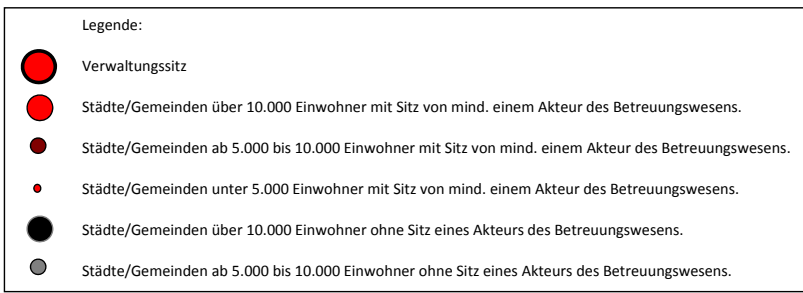 Legende:
Verwaltungssitz
Städte/Gemeinden über 10.000 Einwohner mit Sitz von mind. einem Akteur des Betreuungswesens.
Städte/Gemeinden ab 5.000 bis 10.000 Einwohner mit Sitz von mind. einem Akteur des Betreuungswesens.
Städte/Gemeinden unter 5.000 Einwohner mit Sitz von mind. einem Akteur des Betreuungswesens.
Städte/Gemeinden über 10.000 Einwohner ohne Sitz eines Akteurs des Betreuungswesens.
Städte/Gemeinden ab 5.000 bis 10.000 Einwohner ohne Sitz eines Akteurs des Betreuungswesens.